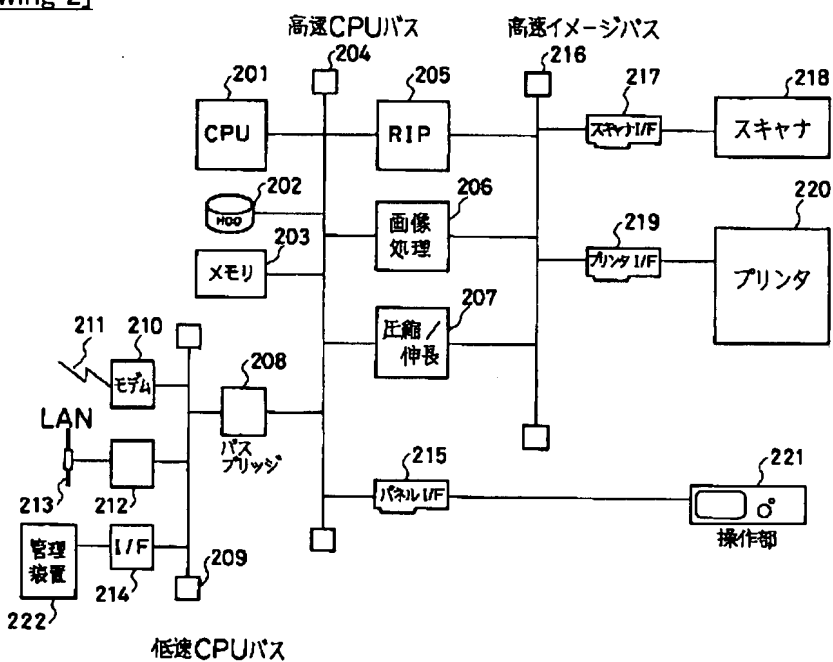 wing 2]
高速CPUバス
高速イメージバス
204
216
201
205
217
218
CPU
RIP
スキャナI/F
スキャナ
202
HDD
206
画像
処理
220
203
219
メモリ
プリンタI/F
プリンタ
207
圧縮/
伸長
211
210
208
モデム
LAN
バス
ブリッジ
215
221
パネルI/F
213
212
操作部
管理
装置
I/F
209
222
214
低速CPUバス